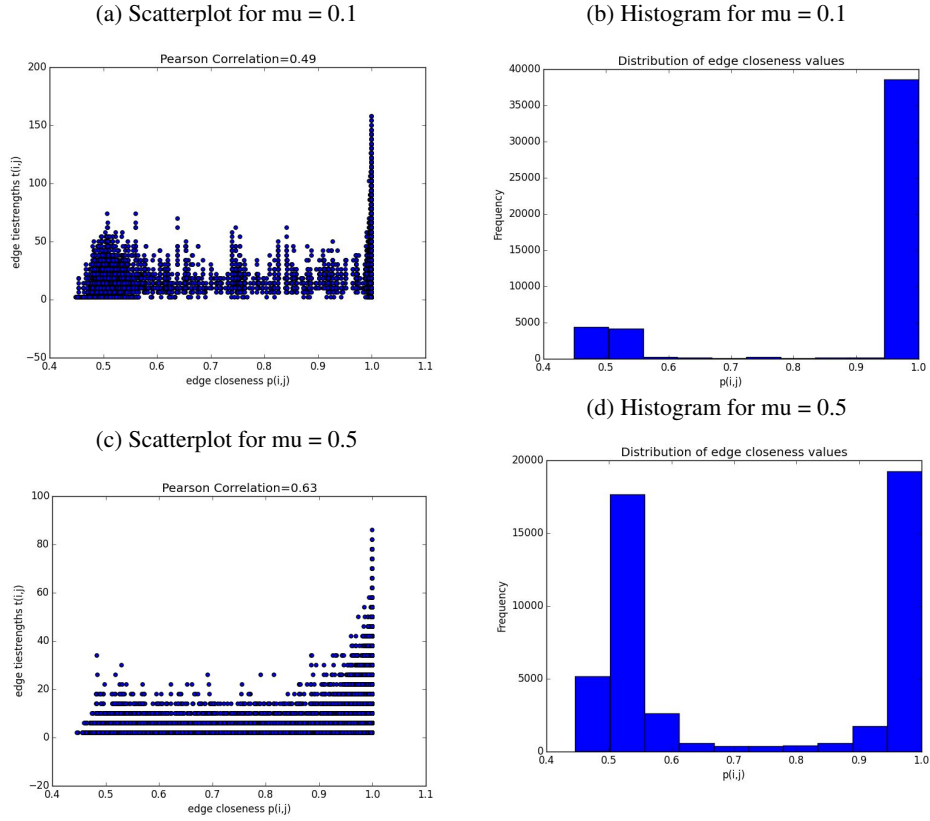 (a) Scatterplot for mu = 0.1
Pearson Correlation=0.49
200
150
100
50
0
−50
0.4 0.5 0.6 0.7 0.8 0.9 1.0 1.1
edge tiestrengths t(i,j)
edge closeness p(i,j)
(b) Histogram for mu = 0.1
Distribution of edge closeness values
40000
35000
30000
25000
20000
15000
10000
5000
0
0.4 0.5 0.6 0.7 0.8 0.9 1.0
Frequency
p(i,j)
(c) Scatterplot for mu = 0.5
Pearson Correlation=0.63
100
80
60
40
20
0
−20
0.4 0.5 0.6 0.7 0.8 0.9 1.0 1.1
edge tiestrengths t(i,j)
edge closeness p(i,j)
(d) Histogram for mu = 0.5
Distribution of edge closeness values
20000
15000
10000
5000
0
0.4 0.5 0.6 0.7 0.8 0.9 1.0
Frequency
p(i,j)